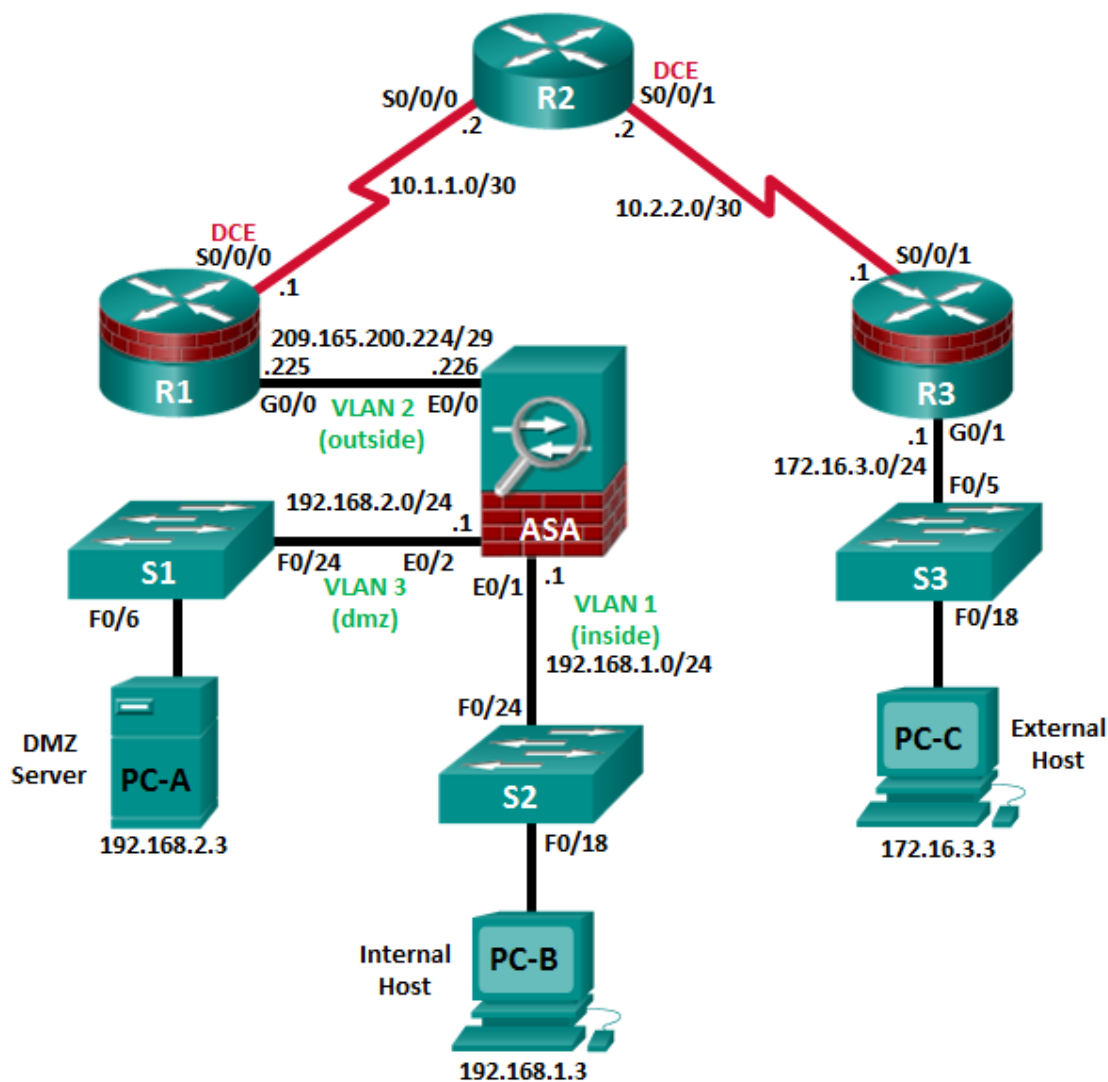 DCE
S0/0/0
R2
S0/0/1
.2
.2
10.1.1.0/30
10.2.2.0/30
DCE
S0/0/0
S0/0/1
.1
.1
209.165.200.224/29
.225
.226
R1
R3
G0/0
VLAN 2
E0/0
(outside)
.1
G0/1
172.16.3.0/24
F0/5
192.168.2.0/24
.1
ASA
S1
F0/24
E0/2
E0/1
.1
S3
VLAN 3
(dmz)
VLAN 1
(inside)
F0/6
F0/18
192.168.1.0/24
F0/24
DMZ
Server
PC-A
PC-C
External
Host
S2
192.168.2.3
F0/18
172.16.3.3
Internal
Host
PC-B
192.168.1.3